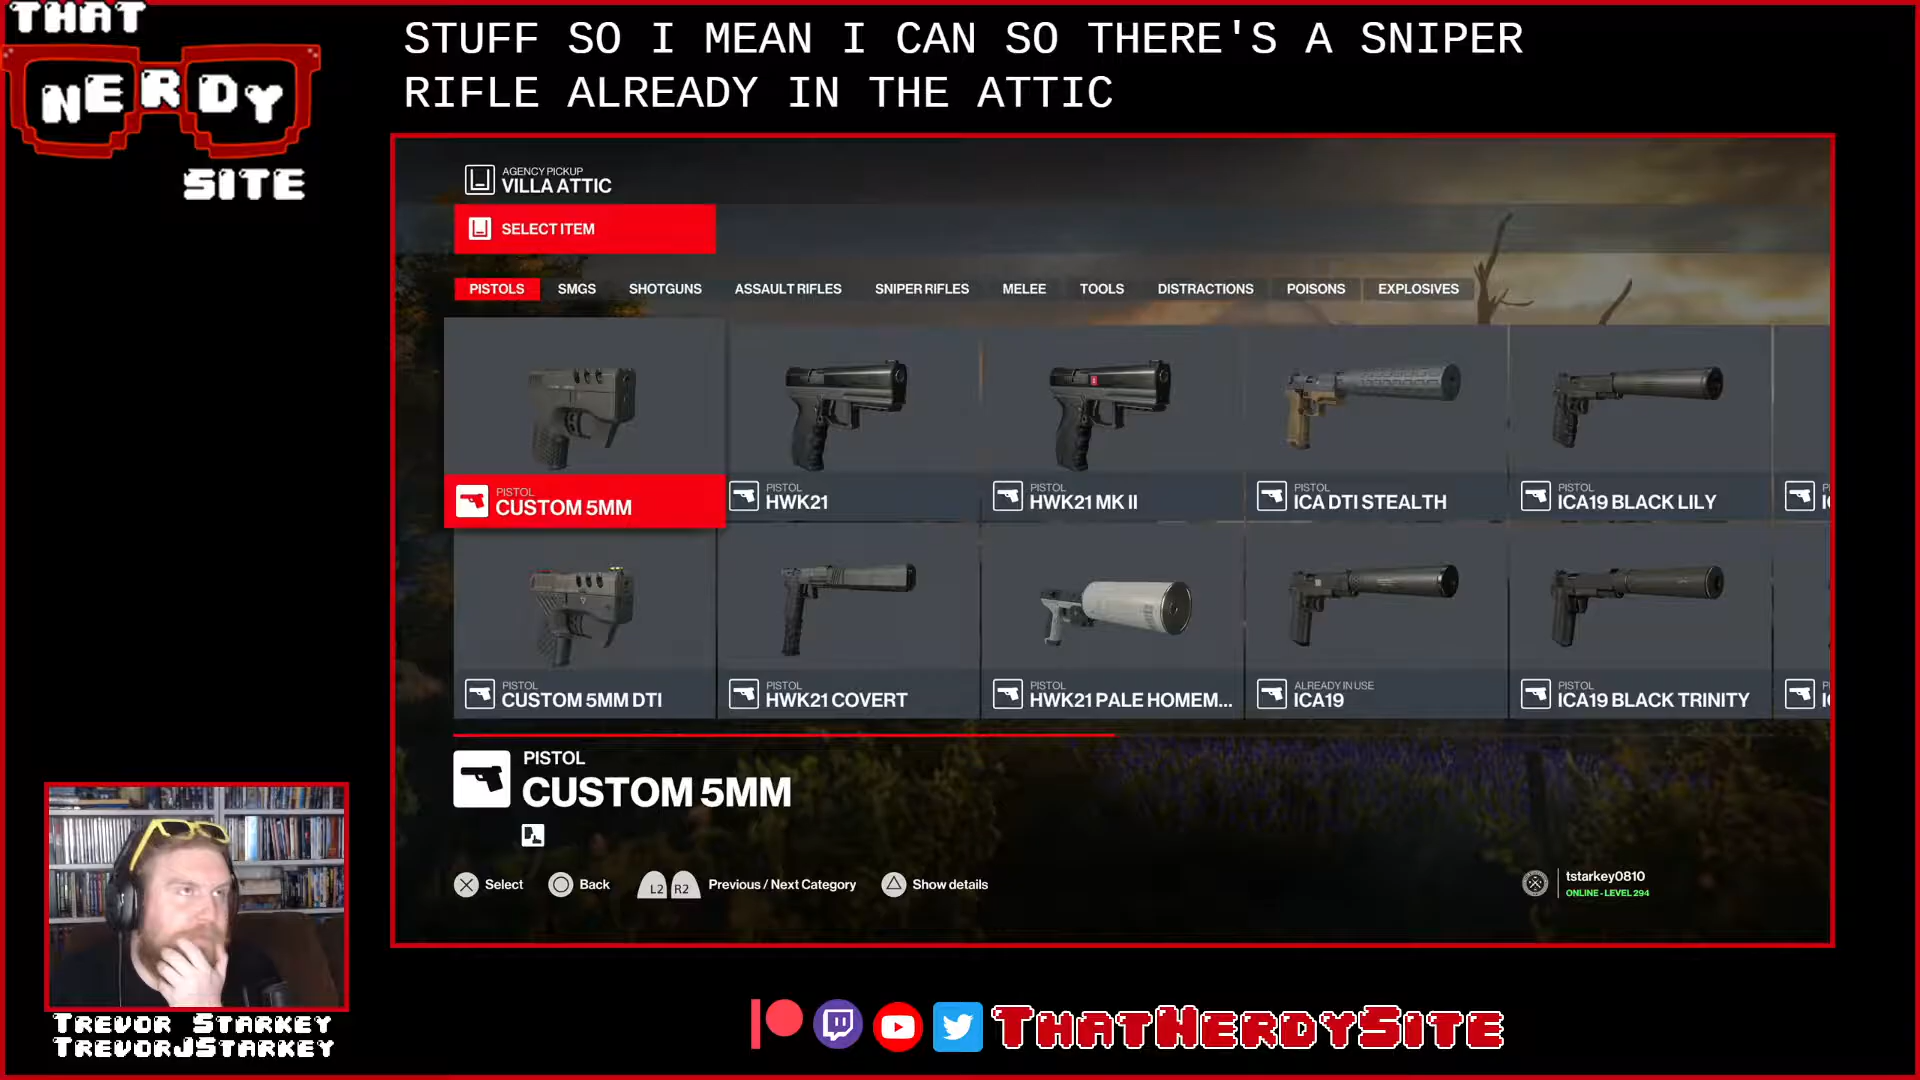 THAT
NERDY
SITE
STUFF SO I MEAN I CAN SO THERE'S A SNIPER
RIFLE ALREADY IN THE ATTIC
AGENCY PICKUP
VILLA ATTIC
SELECT ITEM
PISTOLS SMGS SHOTGUNS ASSAULT RIFLES SNIPER RIFLES MELEE TOOLS DISTRACTIONS POISONS EXPLOSIVES
PISTOL
CUSTOM 5MM
PISTOL
HWK21
PISTOL
HWK21 MK II
PISTOL
ICA DTI STEALTH
PISTOL
ICA19 BLACK LILY
PISTOL
CUSTOM 5MM DTI
PISTOL
HWK21 COVERT
PISTOL
HWK21 PALE HOMEM...
ALREADY IN USE
ICA19
PISTOL
ICA19 BLACK TRINITY
PISTOL
CUSTOM 5MM
Select Back L2 R2 Previous / Next Category Show details
tstarkey0810
ONLINE - LEVEL 294
TREVOR STARKEY
TREVORJSTARKEY
THATNERDYSITE